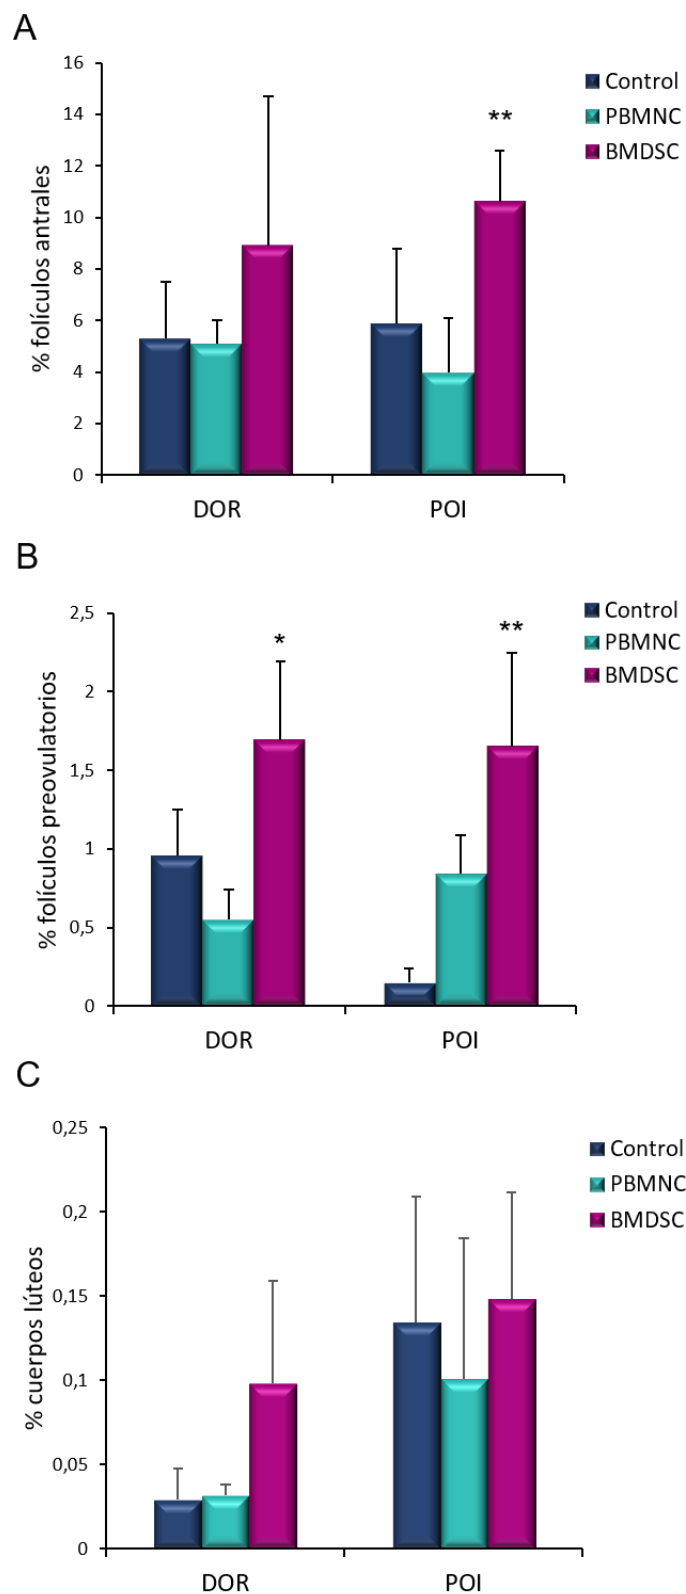 A
% folículos antrales
16
14
12
10
8
6
4
2
0
**
DOR
POI
Control
PBMNC
BMDSC
B
% folículos preovulatorios
2,5
2
1,5
1
0,5
0
*
**
DOR
POI
Control
PBMNC
BMDSC
C
% cuerpos lúteos
0,25
0,2
0,15
0,1
0,05
0
DOR
POI
Control
PBMNC
BMDSC